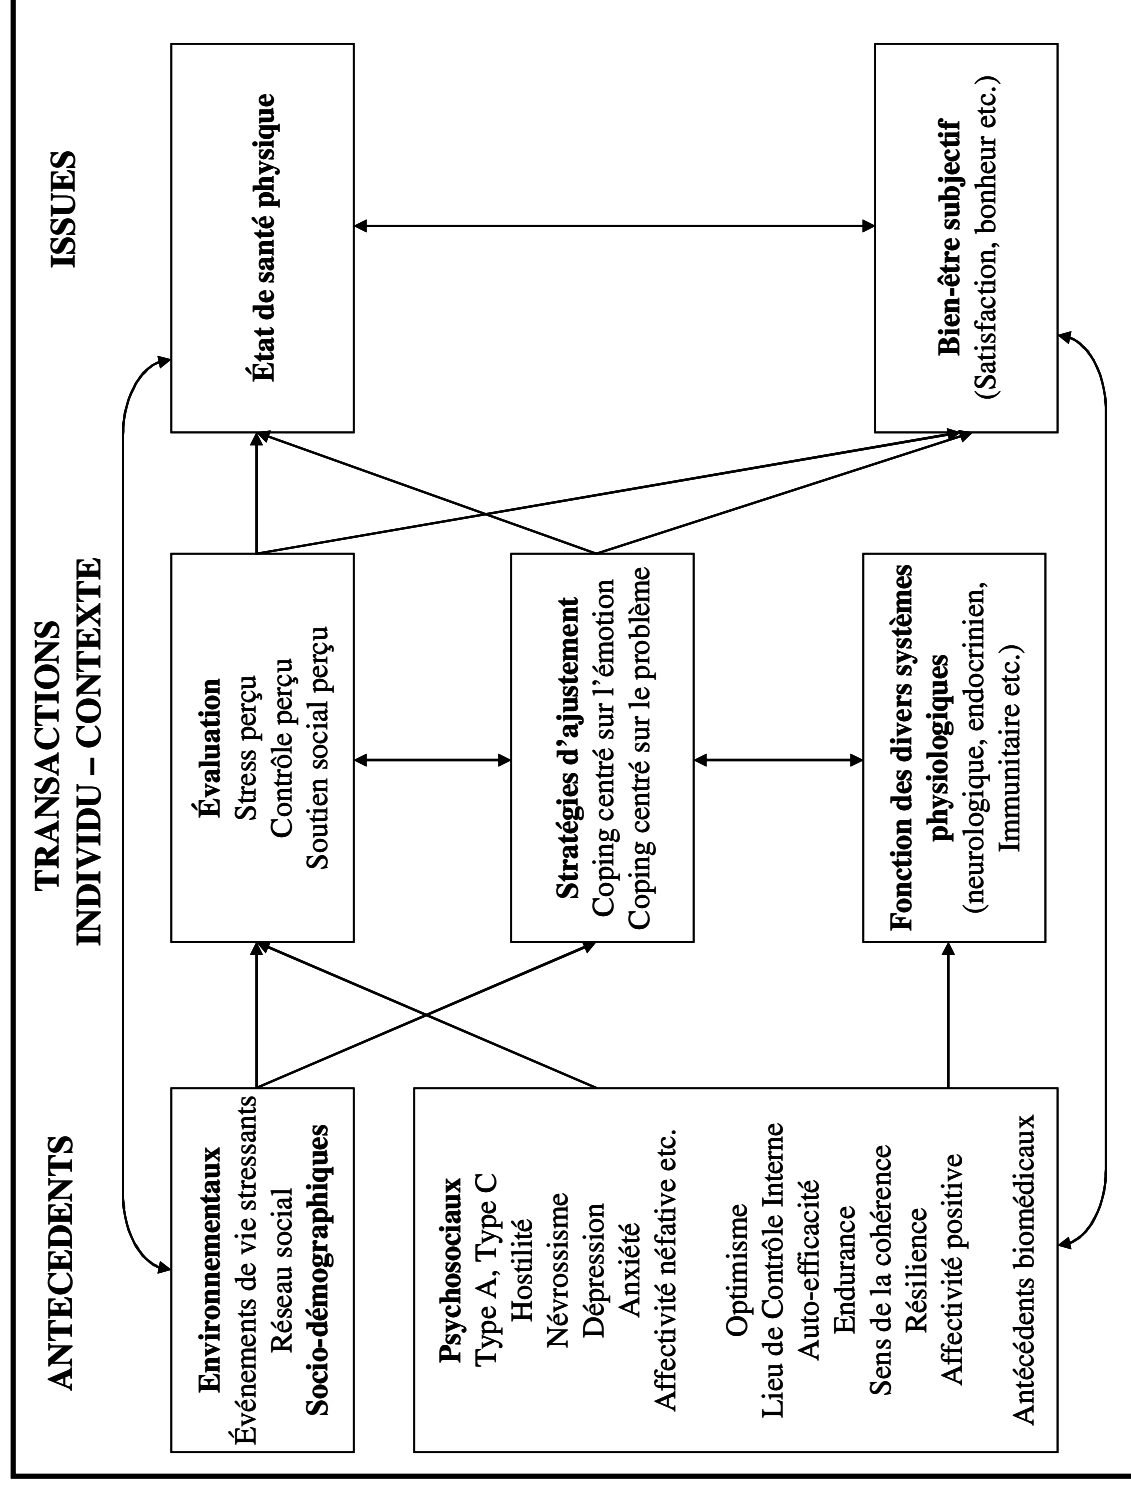 ANTECEDENTS
TRANSACTIONS
INDIVIDU – CONTEXTE
ISSUES
Environnementaux
Événements de vie stressants
Réseau social
Socio-démographiques
Psychosociaux
Type A, Type C
Hostilité
Névrossisme
Dépression
Anxiété
Affectivité néfative etc.
Optimisme
Lieu de Contrôle Interne
Auto-efficacité
Endurance
Sens de la cohérence
Résilience
Affectivité positive
Antécédents biomédicaux
Évaluation
Stress perçu
Contrôle perçu
Soutien social perçu
Stratégies d'ajustement
Coping centré sur l'émotion
Coping centré sur le problème
Fonction des divers systèmes
physiologiques
(neurologique, endocrinien,
Immunitaire etc.)
État de santé physique
Bien-être subjectif
(Satisfaction, bonheur etc.)